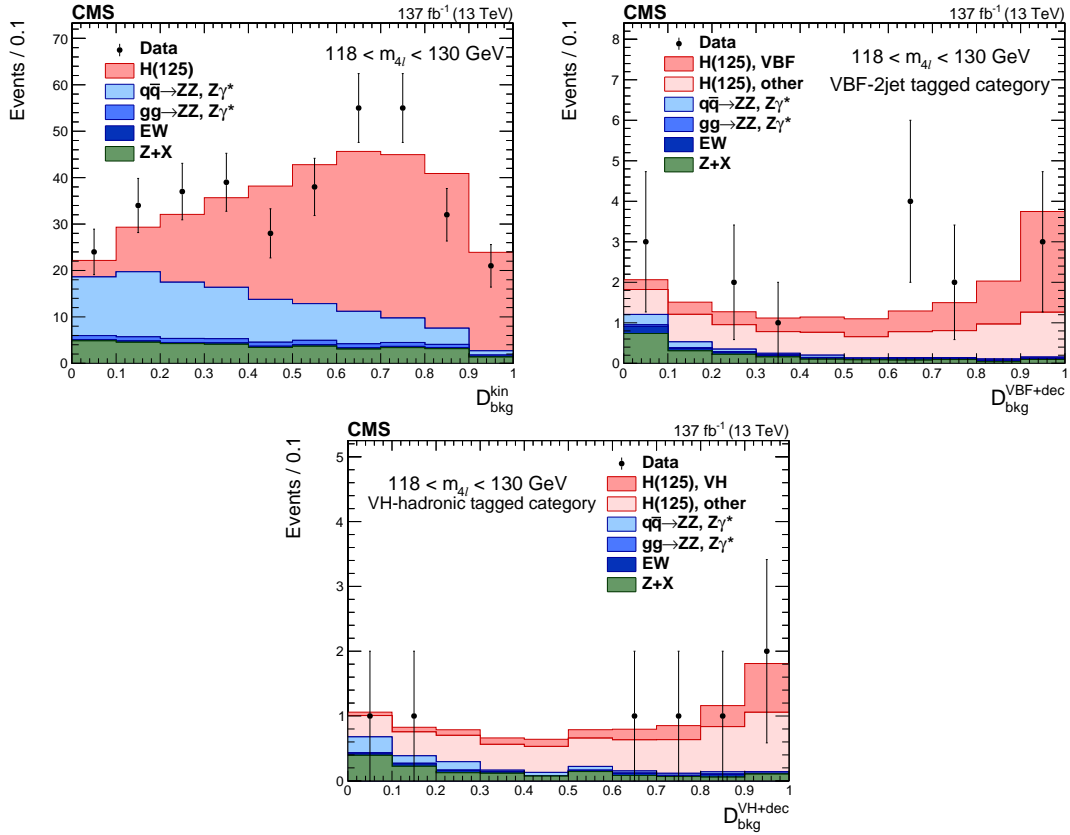 CMS 137 fb⁻¹ (13 TeV)
Events / 0.1
70
60
50
40
30
20
10
0
Data
H(125)
qq̅→ZZ, Zγ*
gg→ZZ, Zγ*
EW
Z+X
118 < m4l < 130 GeV
0 0.1 0.2 0.3 0.4 0.5 0.6 0.7 0.8 0.9 1
D^kin_bkg
CMS 137 fb⁻¹ (13 TeV)
Events / 0.1
8
7
6
5
4
3
2
1
0
Data
H(125), VBF
H(125), other
qq̅→ZZ, Zγ*
gg→ZZ, Zγ*
EW
Z+X
118 < m4l < 130 GeV
VBF-2jet tagged category
0 0.1 0.2 0.3 0.4 0.5 0.6 0.7 0.8 0.9 1
D^VBF+dec_bkg
CMS 137 fb⁻¹ (13 TeV)
Events / 0.1
5
4
3
2
1
0
118 < m4l < 130 GeV
VH-hadronic tagged category
Data
H(125), VH
H(125), other
qq̅→ZZ, Zγ*
gg→ZZ, Zγ*
EW
Z+X
0 0.1 0.2 0.3 0.4 0.5 0.6 0.7 0.8 0.9 1
D^VH+dec_bkg